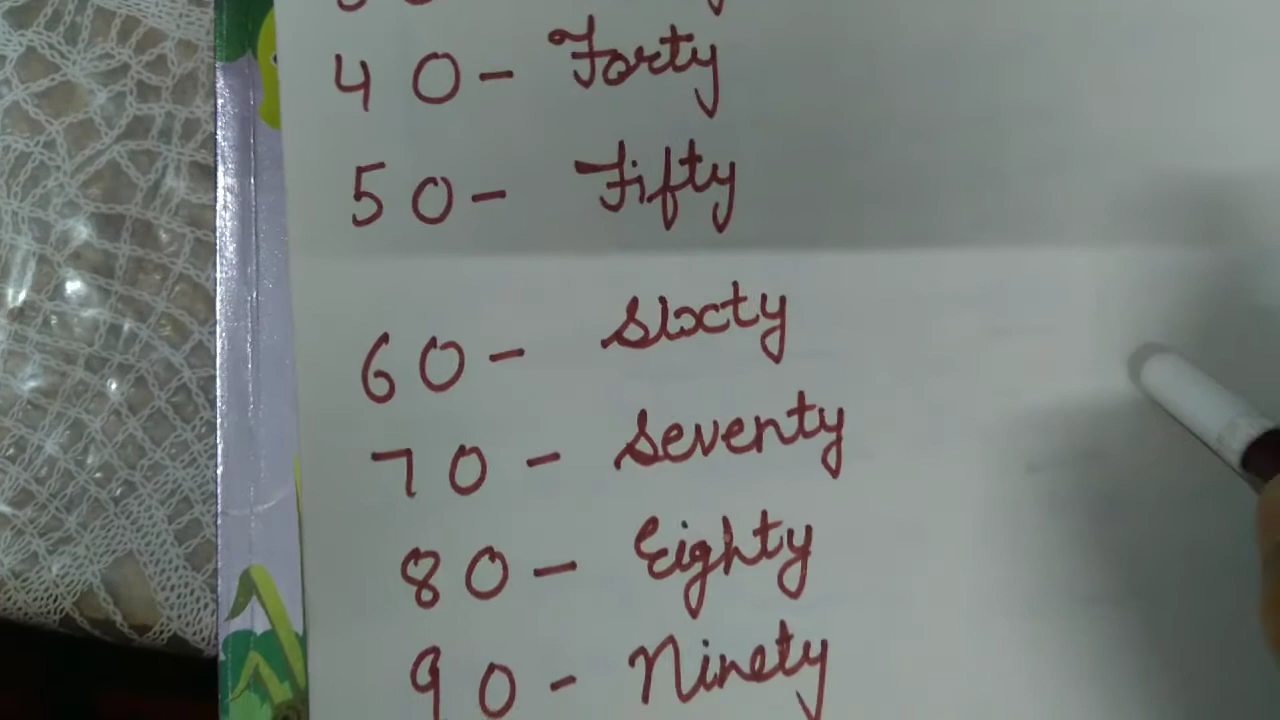 40- Forty
50- Fifty
60- Sixty
70- Seventy
80- Eighty
90- Ninety